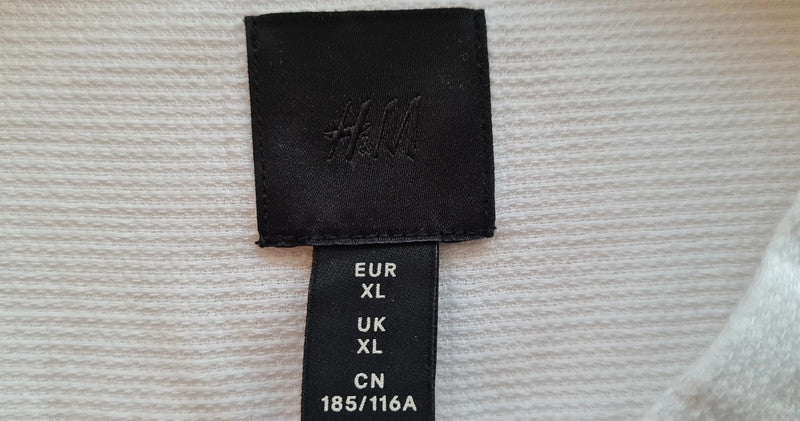 H&M
EUR
XL
UK
XL
CN
185/116A